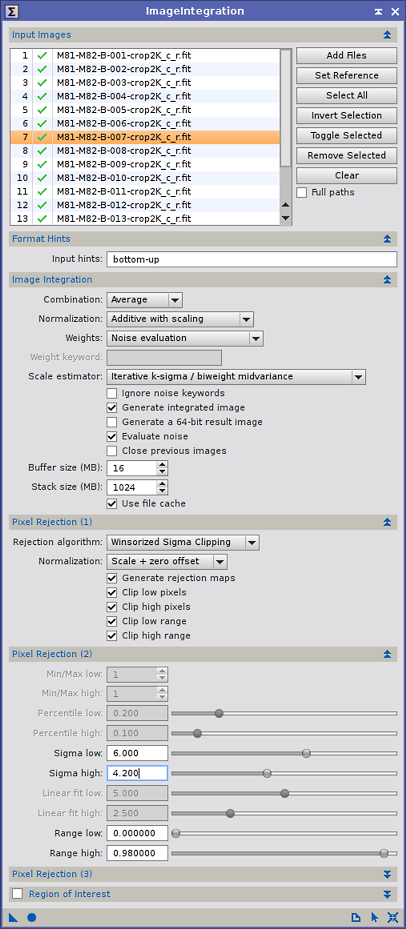 ImageIntegration
Input Images
1 M81-M82-B-001-crop2K_c_r.fit
2 M81-M82-B-002-crop2K_c_r.fit
3 M81-M82-B-003-crop2K_c_r.fit
4 M81-M82-B-004-crop2K_c_r.fit
5 M81-M82-B-005-crop2K_c_r.fit
6 M81-M82-B-006-crop2K_c_r.fit
7 M81-M82-B-007-crop2K_c_r.fit
8 M81-M82-B-008-crop2K_c_r.fit
9 M81-M82-B-009-crop2K_c_r.fit
10 M81-M82-B-010-crop2K_c_r.fit
11 M81-M82-B-011-crop2K_c_r.fit
12 M81-M82-B-012-crop2K_c_r.fit
13 M81-M82-B-013-crop2K_c_r.fit
Add Files
Set Reference
Select All
Invert Selection
Toggle Selected
Remove Selected
Clear
Full paths
Format Hints
Input hints: bottom-up
Image Integration
Combination: Average
Normalization: Additive with scaling
Weights: Noise evaluation
Weight keyword:
Scale estimator: Iterative k-sigma / biweight midvariance
Ignore noise keywords
Generate integrated image
Generate a 64-bit result image
Evaluate noise
Close previous images
Buffer size (MB): 16
Stack size (MB): 1024
Use file cache
Pixel Rejection (1)
Rejection algorithm: Winsorized Sigma Clipping
Normalization: Scale + zero offset
Generate rejection maps
Clip low pixels
Clip high pixels
Clip low range
Clip high range
Pixel Rejection (2)
Min/Max low: 1
Min/Max high: 1
Percentile low: 0.200
Percentile high: 0.100
Sigma low: 6.000
Sigma high: 4.200
Linear fit low: 5.000
Linear fit high: 2.500
Range low: 0.000000
Range high: 0.980000
Pixel Rejection (3)
Region of Interest